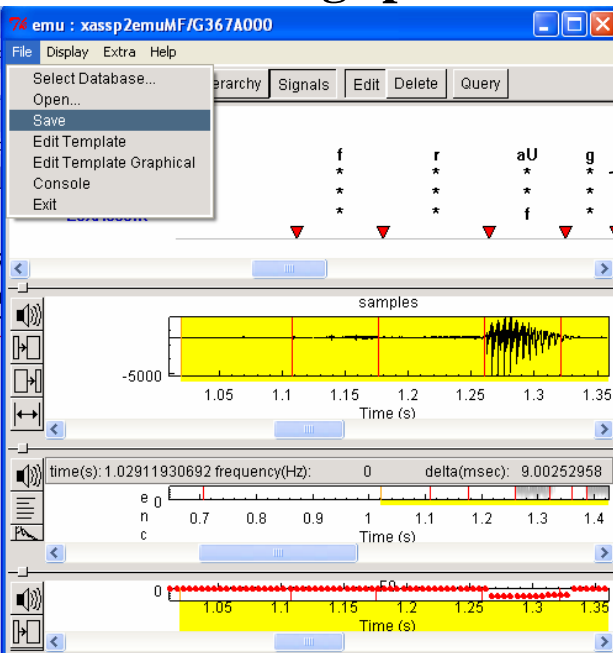 emu : xassp2emuMF/G367A000
File Display Extra Help
Signals Edit Delete Query
Select Database...
Open...
Save
Edit Template
Edit Template Graphical
Console
Exit
f r aU g
* * * *
* * * *
* * f *
samples
-5000
1.05 1.1 1.15 1.2 1.25 1.3 1.35
Time (s)
time(s): 1.02911930692 frequency(Hz): 0 delta(msec): 9.00252958
e 0
n 0.7 0.8 0.9 1 1.1 1.2 1.3 1.4
c Time (s)
F0
0
1.05 1.1 1.15 1.2 1.25 1.3 1.35
Time (s)